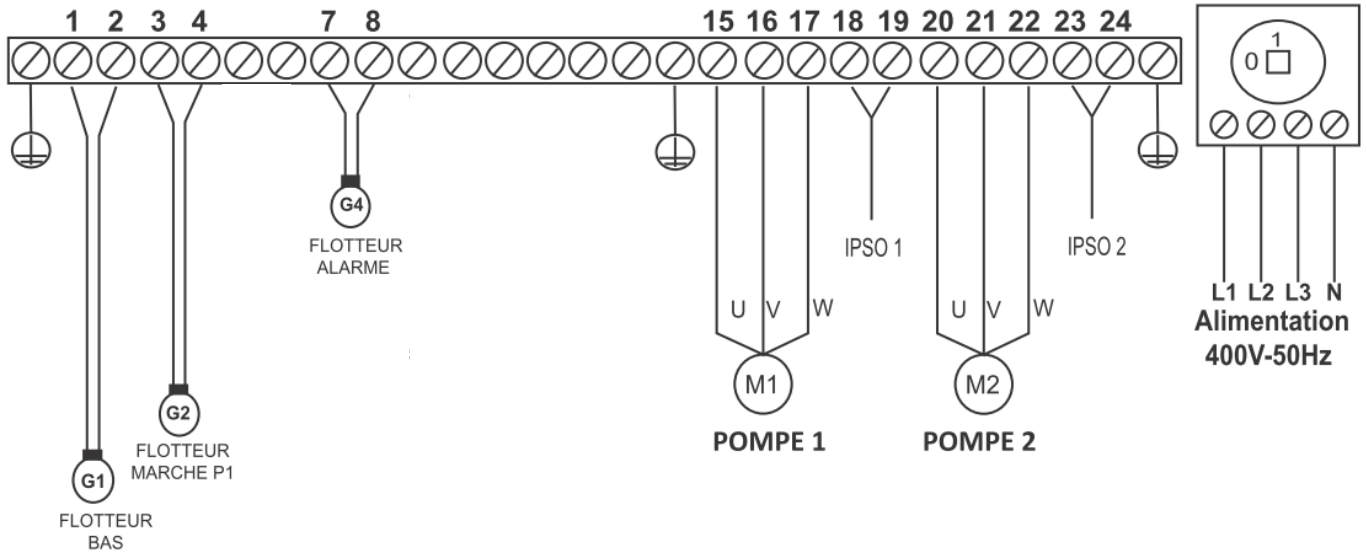 1 2 3 4 7 8 15 16 17 18 19 20 21 22 23 24
1
0
G4
FLOTTEUR
ALARME
IPSO 1
IPSO 2
L1 L2 L3 N
Alimentation
400V-50Hz
U V W
U V W
M1
M2
POMPE 1
POMPE 2
G2
FLOTTEUR
MARCHE P1
G1
FLOTTEUR
BAS